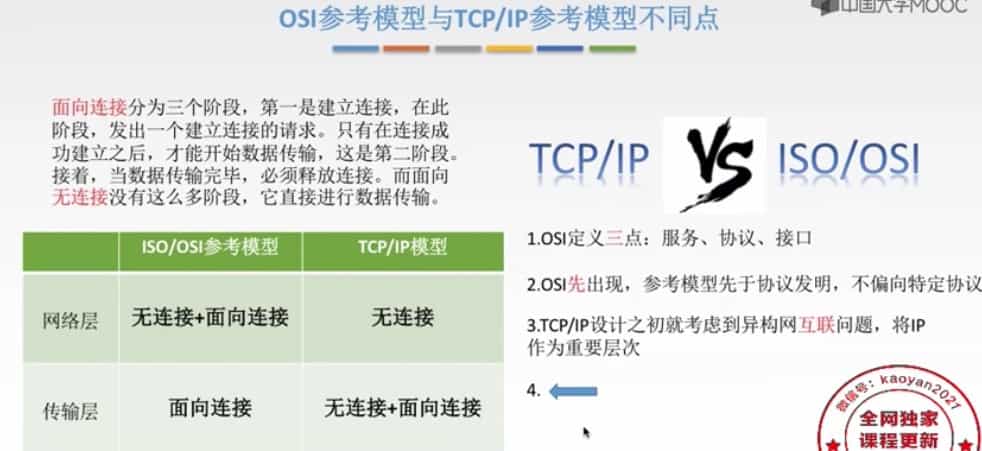 OSI参考模型与TCP/IP参考模型不同点
中国大学MOOC
面向连接分为三个阶段，第一是建立连接，在此
阶段，发出一个建立连接的请求。只有在连接成
功建立之后，才能开始数据传输，这是第二阶段。
接着，当数据传输完毕，必须释放连接。而面向
无连接没有这么多阶段，它直接进行数据传输。
ISO/OSI参考模型 TCP/IP模型
网络层 无连接+面向连接 无连接
传输层 面向连接 无连接+面向连接
TCP/IP VS ISO/OSI
1.OSI定义三点：服务、协议、接口
2.OSI先出现，参考模型先于协议发明，不偏向特定协议
3.TCP/IP设计之初就考虑到异构网互联问题，将IP
作为重要层次
4.
微信号：kaoyan2021
全网独家
课程更新